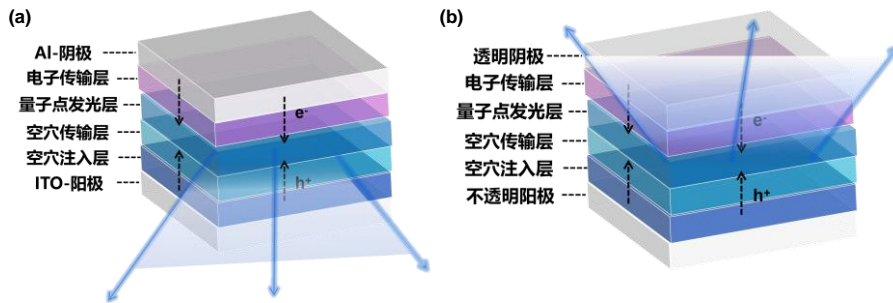 (a)
Al-阴极
电子传输层
量子点发光层
空穴传输层
空穴注入层
ITO-阳极
e-
h+
(b)
透明阴极
电子传输层
量子点发光层
空穴传输层
空穴注入层
不透明阳极
e-
h+